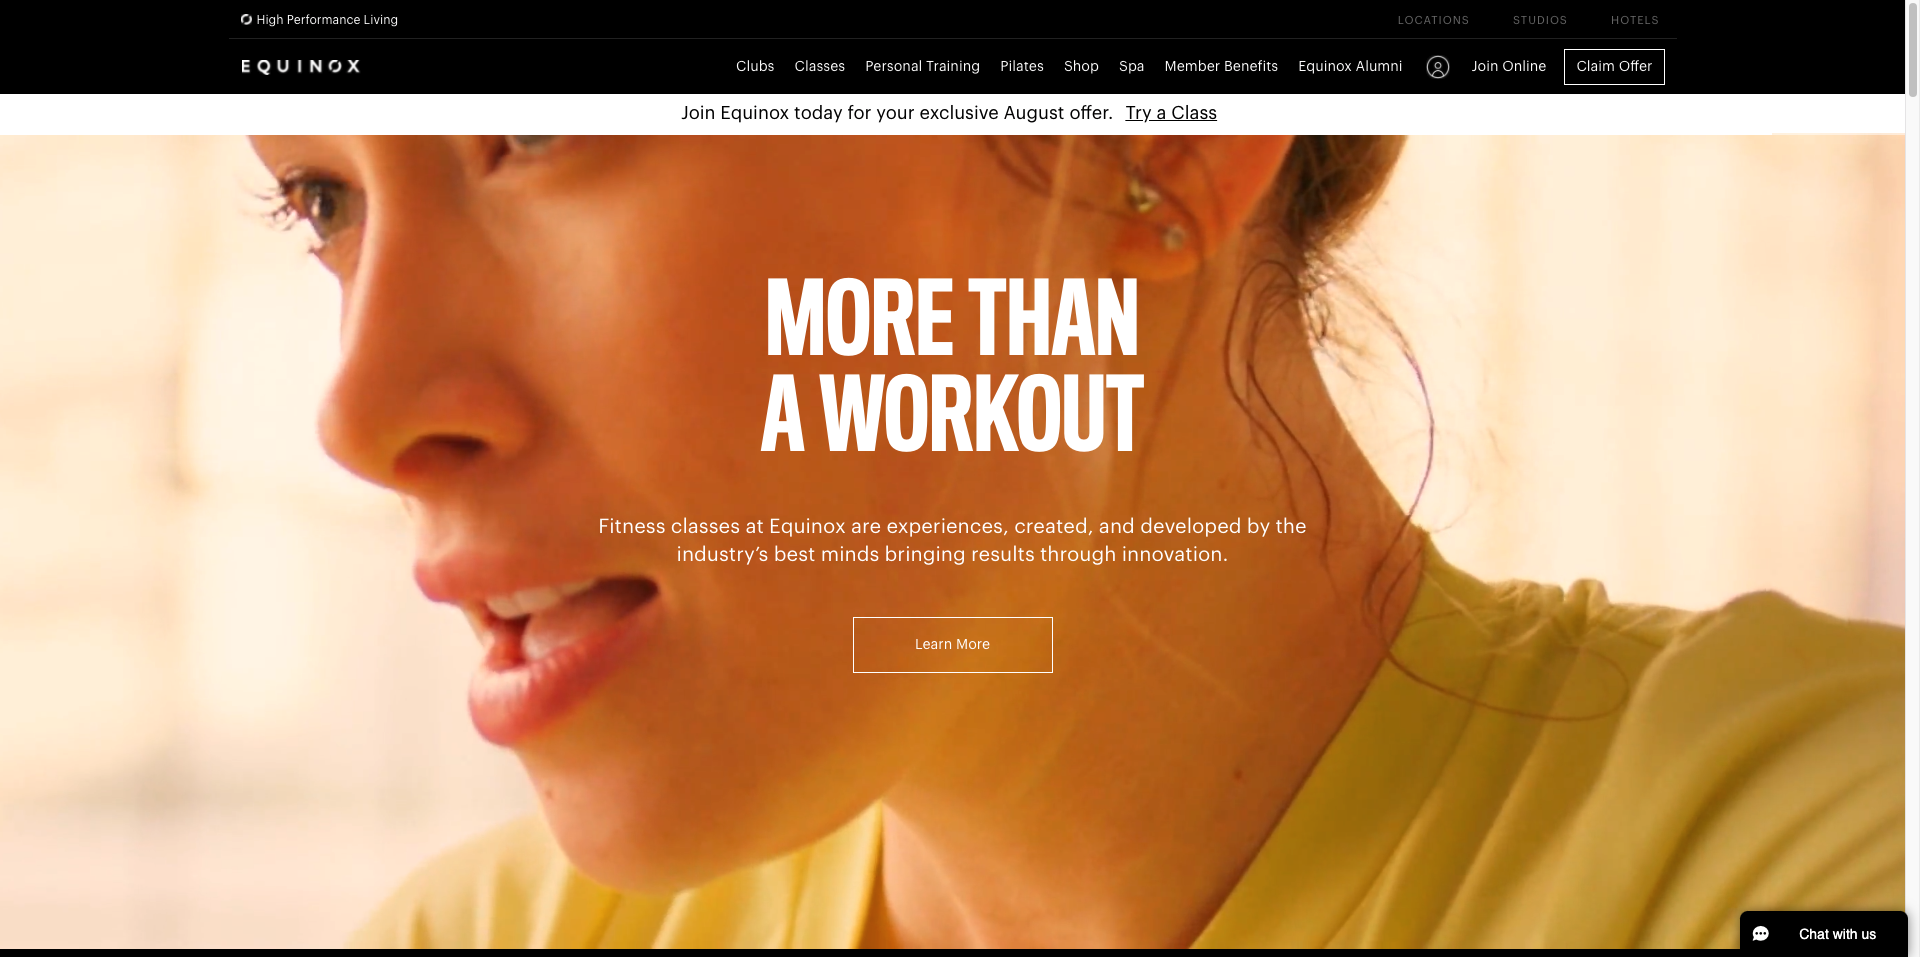 High Performance Living
LOCATIONS STUDIOS HOTELS
EQUINOX
Clubs Classes Personal Training Pilates Shop Spa Member Benefits Equinox Alumni Join Online Claim Offer
Join Equinox today for your exclusive August offer. Try a Class
MORE THAN
A WORKOUT
Fitness classes at Equinox are experiences, created, and developed by the
industry’s best minds bringing results through innovation.
Learn More
Chat with us